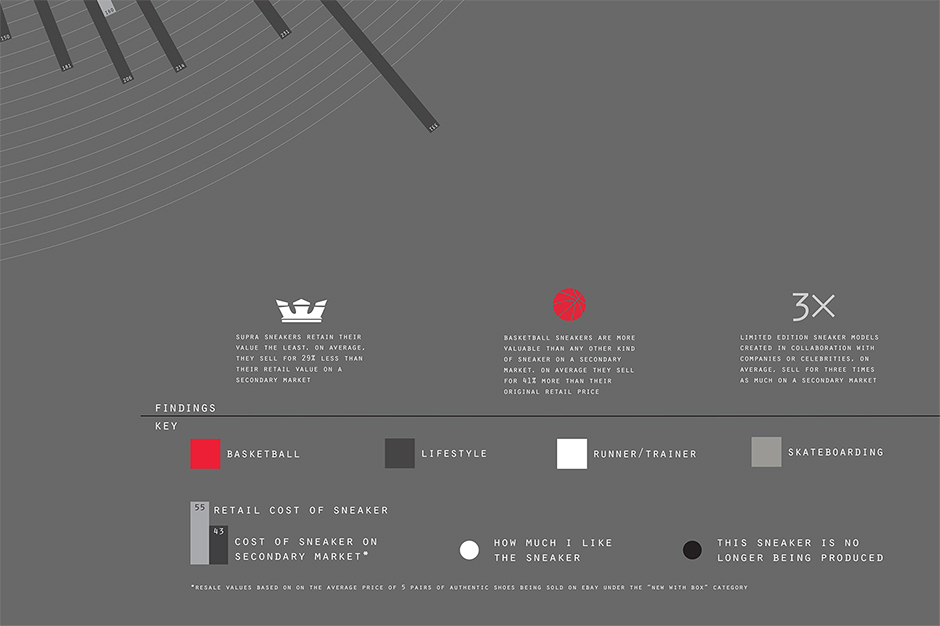 150
181
206
160
214
231
SUPRA SNEAKERS RETAIN THEIR
VALUE THE LEAST. ON AVERAGE,
THEY SELL FOR 29% LESS THAN
THEIR RETAIL VALUE ON A
SECONDARY MARKET
BASKETBALL SNEAKERS ARE MORE
VALUABLE THAN ANY OTHER KIND
OF SNEAKER ON A SECONDARY
MARKET. ON AVERAGE THEY SELL
FOR 41% MORE THAN THEIR
ORIGINAL RETAIL PRICE
3X
LIMITED EDITION SNEAKER MODELS
CREATED IN COLLABORATION WITH
COMPANIES OR CELEBRITIES, ON
AVERAGE, SELL FOR THREE TIMES
AS MUCH ON A SECONDARY MARKET
FINDINGS
KEY
BASKETBALL
LIFESTYLE
RUNNER/TRAINER
SKATEBOARDING
55
RETAIL COST OF SNEAKER
43
COST OF SNEAKER ON
SECONDARY MARKET*
HOW MUCH I LIKE
THE SNEAKER
THIS SNEAKER IS NO
LONGER BEING PRODUCED
*RESALE VALUES BASED ON ON THE AVERAGE PRICE OF 5 PAIRS OF AUTHENTIC SHOES BEING SOLD ON EBAY UNDER THE "NEW WITH BOX" CATEGORY